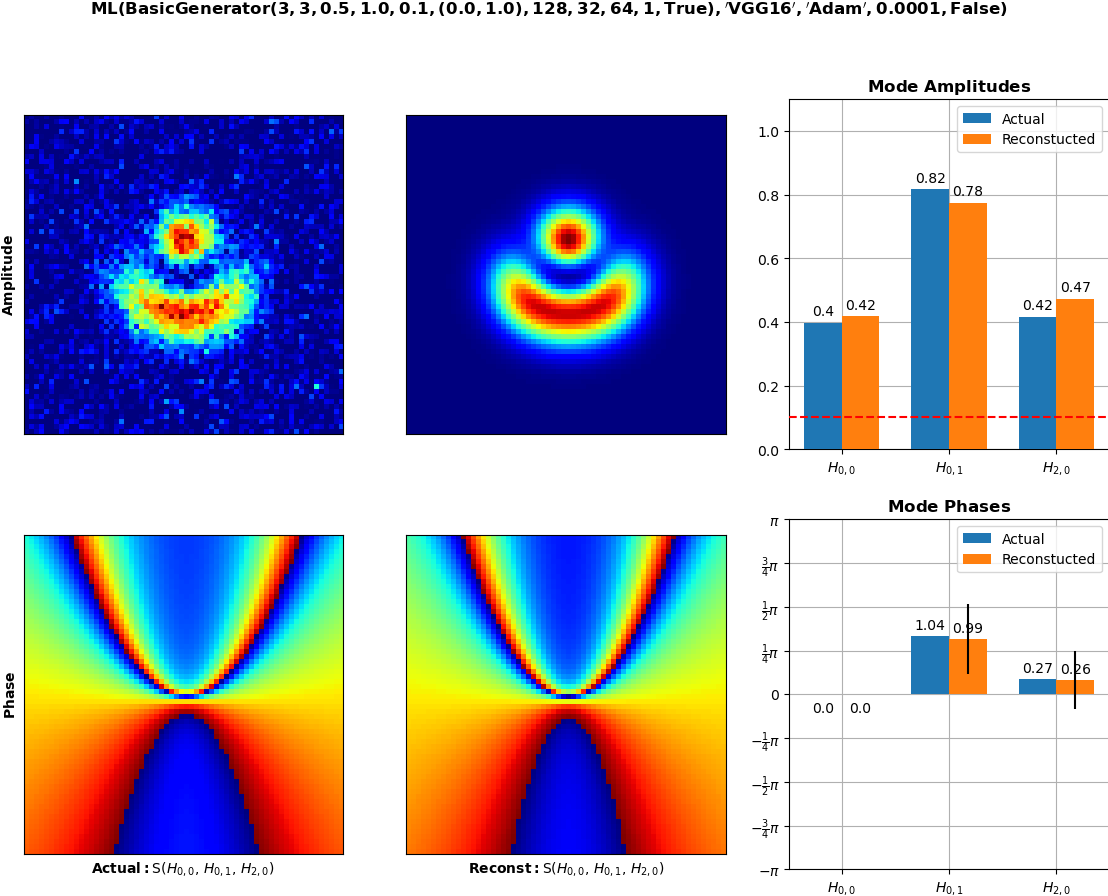 ML(BasicGenerator(3, 3, 0.5, 1.0, 0.1, (0.0, 1.0), 128, 32, 64, 1, True), ′VGG16′, ′Adam′, 0.0001, False)
Amplitude
Mode Amplitudes
Actual
Reconstucted
1.0
0.8
0.6
0.4
0.2
0.0
0.4
0.42
0.82
0.78
0.42
0.47
H0,0
H0,1
H2,0
Phase
Actual: S(H0,0, H0,1, H2,0)
Reconst: S(H0,0, H0,1, H2,0)
Mode Phases
Actual
Reconstucted
π
3/4π
1/2π
1/4π
0
−1/4π
−1/2π
−3/4π
−π
0.0
0.0
1.04
0.99
0.27
0.26
H0,0
H0,1
H2,0